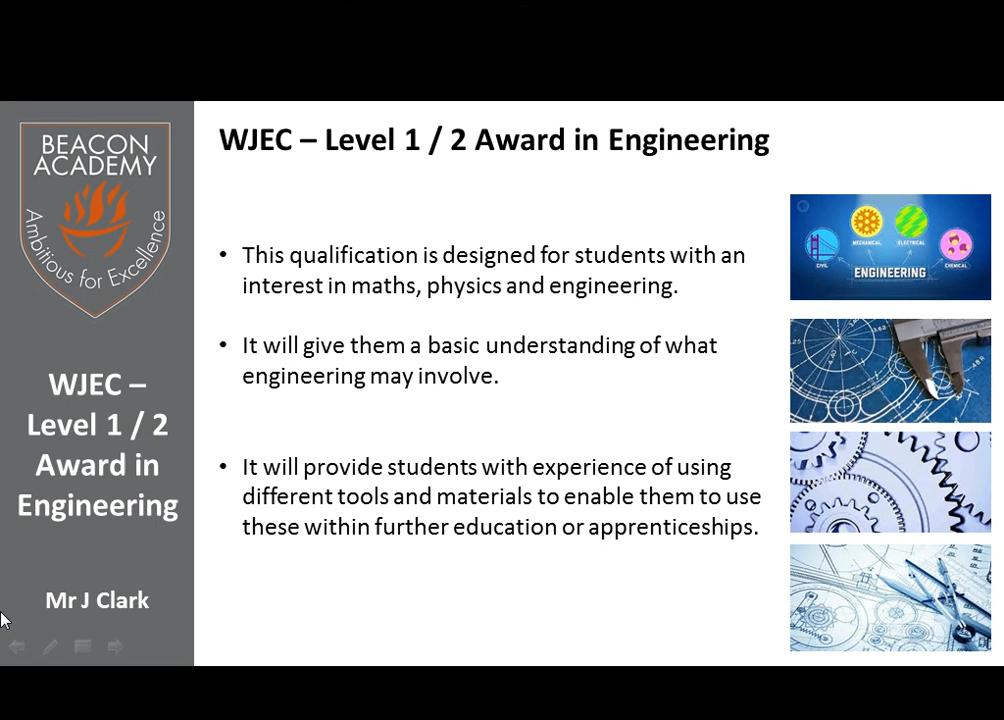 BEACON
ACADEMY
Ambitious for Excellence
WJEC –
Level 1 / 2
Award in
Engineering
Mr J Clark
WJEC – Level 1 / 2 Award in Engineering
• This qualification is designed for students with an
interest in maths, physics and engineering.
• It will give them a basic understanding of what
engineering may involve.
• It will provide students with experience of using
different tools and materials to enable them to use
these within further education or apprenticeships.
CIVIL
MECHANICAL
ELECTRICAL
CHEMICAL
ENGINEERING